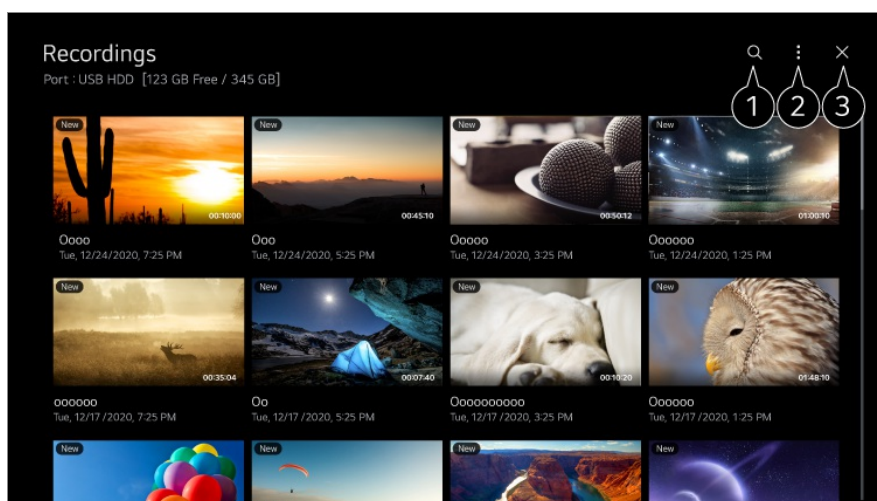 Recordings
Port : USB HDD [123 GB Free / 345 GB]
1 2 3
New New New New
00:10:00 00:45:10 00:50:12 01:00:10
Oooo Ooo Ooooo Oooooo
Tue, 12/24/2020, 7:25 PM Tue, 12/24/2020, 5:25 PM Tue, 12/24/2020, 3:25 PM Tue, 12/24/2020, 1:25 PM
New New New New
00:35:04 00:07:40 00:10:20 01:48:10
oooooo Oo Oooooooooo Oooooo
Tue, 12/17 /2020, 7:25 PM Tue, 12/17 /2020, 5:25 PM Tue, 12/17 /2020, 3:25 PM Tue, 12/17 /2020, 1:25 PM
New New New New